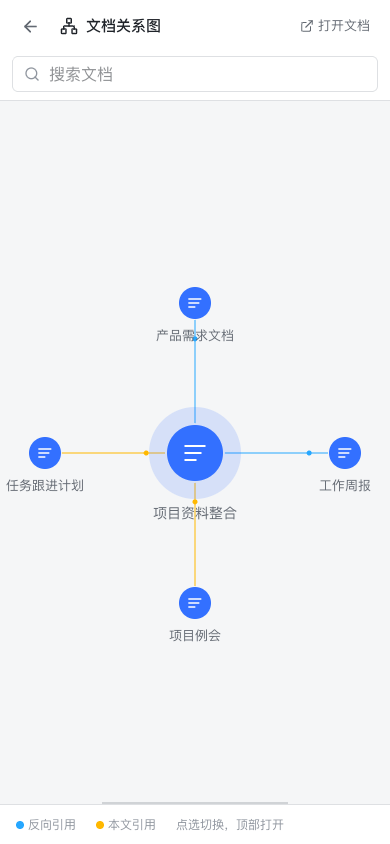 文档关系图
打开文档
搜索文档
产品需求文档
任务跟进计划
工作周报
项目资料整合
项目例会
反向引用
本文引用
点选切换，顶部打开